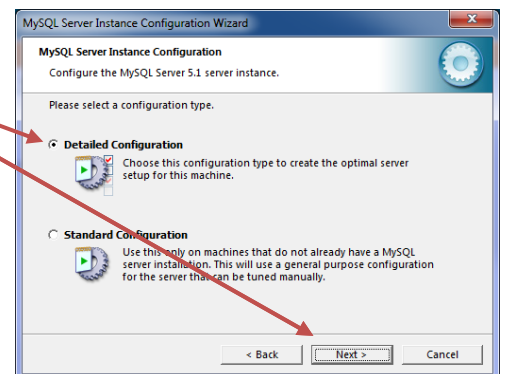 MySQL Server Instance Configuration Wizard
MySQL Server Instance Configuration
Configure the MySQL Server 5.1 server instance.
Please select a configuration type.
Detailed Configuration
Choose this configuration type to create the optimal server
setup for this machine.
Standard Configuration
Use this only on machines that do not already have a MySQL
server installation. This will use a general purpose configuration
for the server that can be tuned manually.
< Back
Next >
Cancel